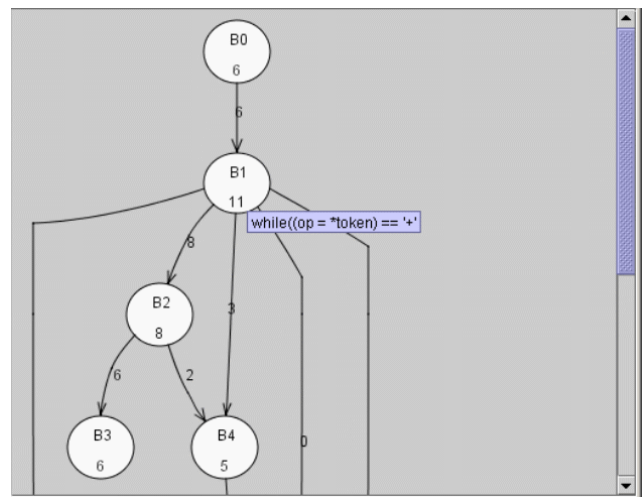 B0
6
6
B1
11
while((op = *token) == '+'
8
3
B2
8
6
2
B3
6
B4
5
0